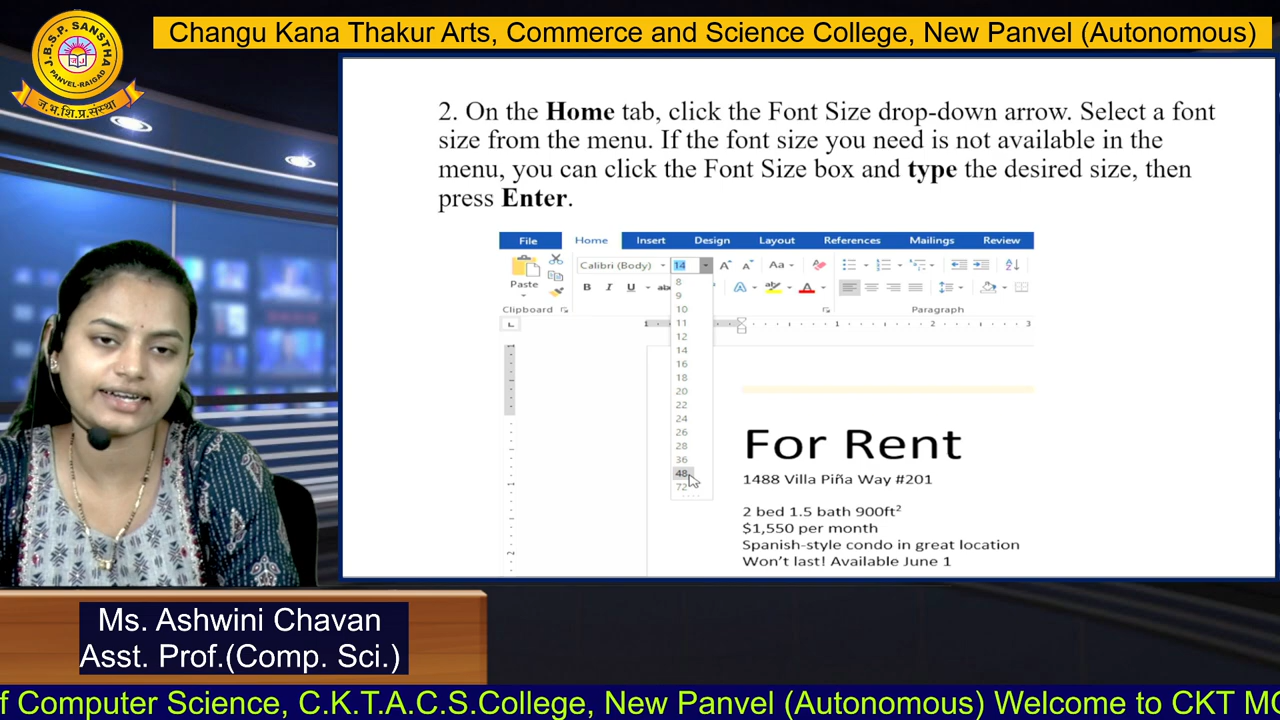 J.B.S.P. SANSTHA
PANVEL-RAIGAD
ज.भ.शि.प्र.संस्था
Changu Kana Thakur Arts, Commerce and Science College, New Panvel (Autonomous)
2. On the Home tab, click the Font Size drop-down arrow. Select a font
size from the menu. If the font size you need is not available in the
menu, you can click the Font Size box and type the desired size, then
press Enter.
File Home Insert Design Layout References Mailings Review
Calibri (Body) 14
Paste
B I U abc
Clipboard
Paragraph
8
9
10
11
12
14
16
18
20
22
24
26
28
36
48
72
For Rent
1488 Villa Piña Way #201
2 bed 1.5 bath 900ft²
$1,550 per month
Spanish-style condo in great location
Won't last! Available June 1
Ms. Ashwini Chavan
Asst. Prof.(Comp. Sci.)
f Computer Science, C.K.T.A.C.S.College, New Panvel (Autonomous) Welcome to CKT MO